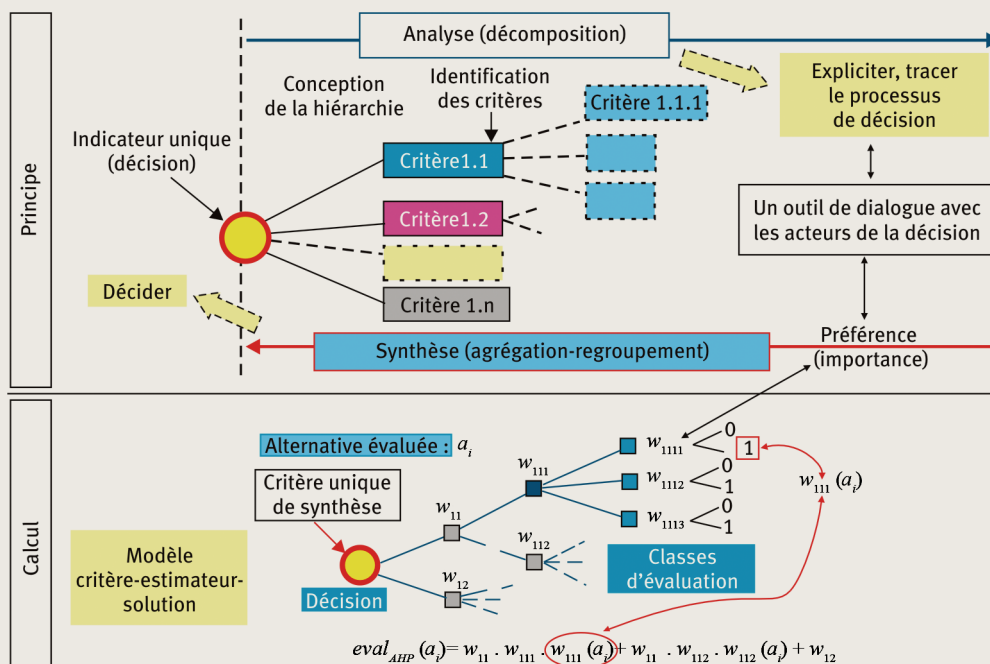 Principe
Analyse (décomposition)
Conception
de la hiérarchie
Identification
des critères
Critère 1.1.1
Expliciter, tracer
le processus
de décision
Indicateur unique
(décision)
Critère1.1
Critère1.2
Critère 1.n
Un outil de dialogue avec
les acteurs de la décision
Décider
Synthèse (agrégation-regroupement)
Préférence
(importance)
Calcul
Alternative évaluée : a_i
Critère unique
de synthèse
Modèle
critère-estimateur-
solution
Décision
w_11
w_12
w_111
w_112
w_1111
0
1
w_1112
0
1
w_1113
0
1
w_111 (a_i)
Classes
d'évaluation
eval_AHP (a_i)= w_11 . w_111 . w_111 (a_i)+ w_11 . w_112 . w_112 (a_i) + w_12